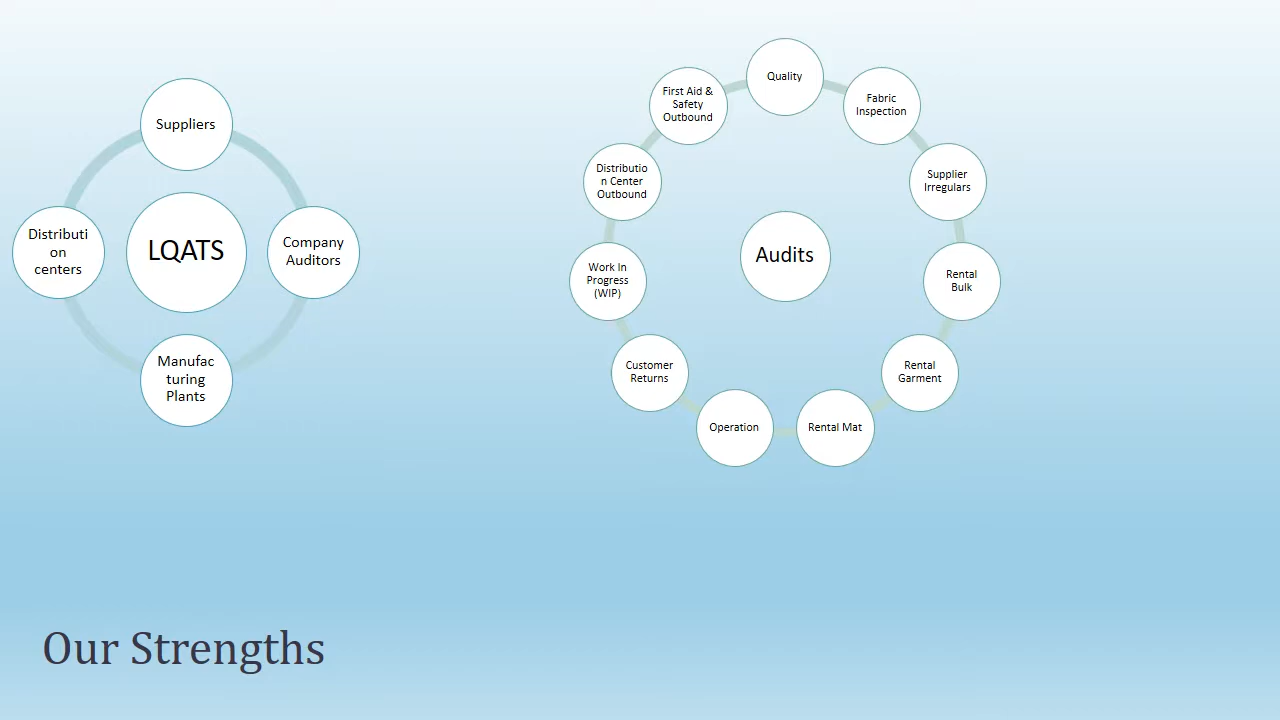 Suppliers
Distributi
on
centers
LQATS
Company
Auditors
Manufac
turing
Plants
Quality
Fabric
Inspection
Supplier
Irregulars
Rental
Bulk
Rental
Garment
Rental Mat
Operation
Customer
Returns
Work In
Progress
(WIP)
Distributio
n Center
Outbound
First Aid &
Safety
Outbound
Audits
Our Strengths